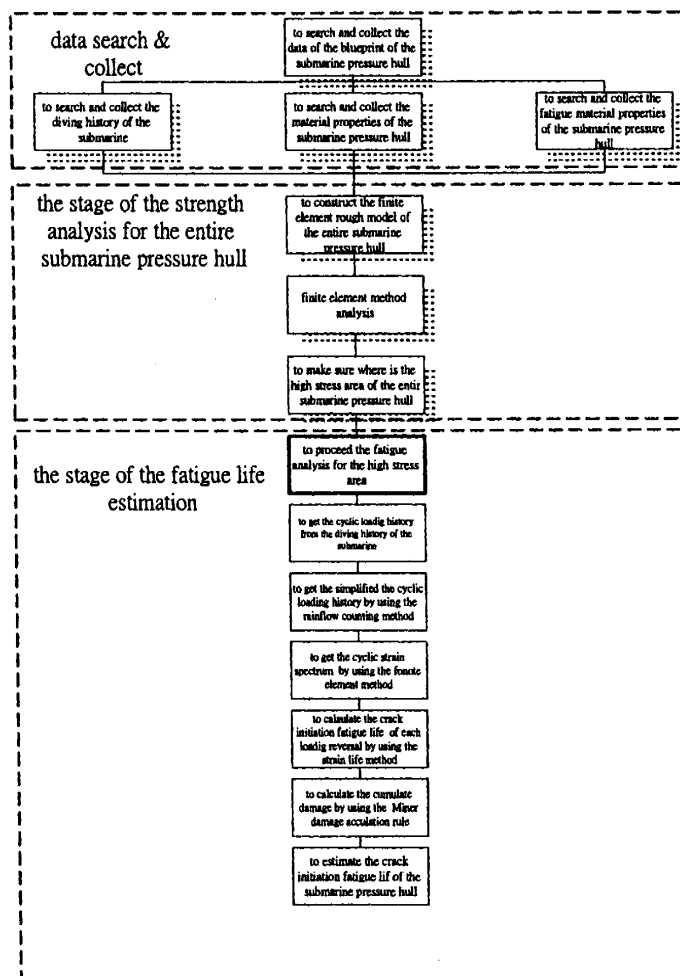 data search &
collect
to search and collect the
data of the blueprint of the
submarine pressure hull
to search and collect the
diving history of the
submarine
to search and collect the
material properties of the
submarine pressure hull
to search and collect the
fatigue material properties
of the submarine pressure
hull
the stage of the strength
analysis for the entire
submarine pressure hull
to construct the finite
element rough model of
the entire submarine
pressure hull
finite element method
analysis
to make sure where is the
high stress area of the entir
submarine pressure hull
the stage of the fatigue life
estimation
to proceed the fatigue
analysis for the high stress
area
to get the cyclic loadig history
from the diving history of the
submarine
to get the simplified the cyclic
loading history by using the
rainflow counting method
to get the cyclic strain
spectrum by using the fonote
element method
to calculate the crack
initiation fatigue life of each
loadig reversal by using the
strain life method
to calculate the cumulate
damage by using the Miner
damage acculation rule
to estimate the crack
initiation fatigue lif of the
submarine pressure hull